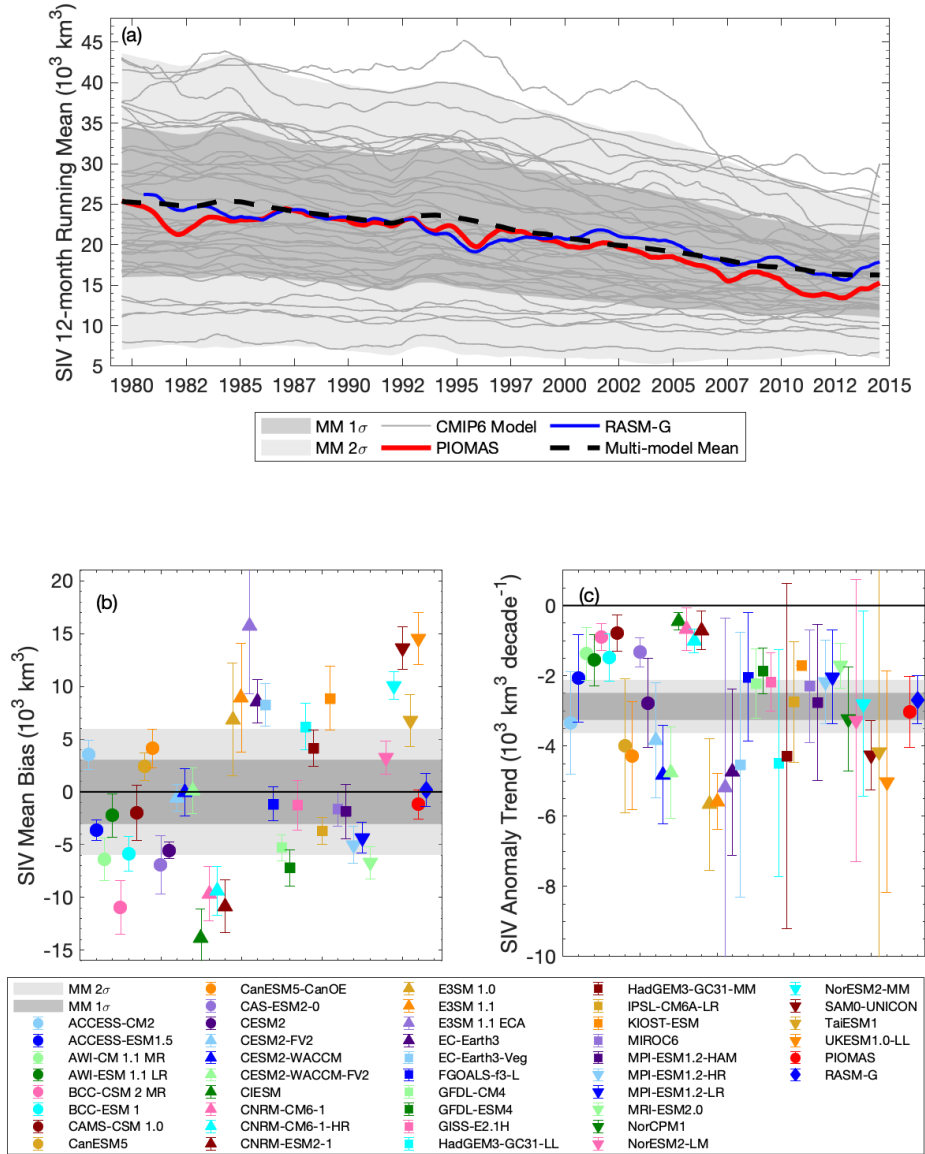 (a)
SIV 12-month Running Mean (10³ km³)
45
40
35
30
25
20
15
10
5
1980 1982 1985 1987 1990 1992 1995 1997 2000 2002 2005 2007 2010 2012 2015
MM 1σ CMIP6 Model RASM-G
MM 2σ PIOMAS Multi-model Mean
(b)
SIV Mean Bias (10³ km³)
20
15
10
5
0
-5
-10
-15
(c)
SIV Anomaly Trend (10³ km³ decade⁻¹)
0
-2
-4
-6
-8
-10
MM 2σ
MM 1σ
ACCESS-CM2
ACCESS-ESM1.5
AWI-CM 1.1 MR
AWI-ESM 1.1 LR
BCC-CSM 2 MR
BCC-ESM 1
CAMS-CSM 1.0
CanESM5
CanESM5-CanOE
CAS-ESM2-0
CESM2
CESM2-FV2
CESM2-WACCM
CESM2-WACCM-FV2
CIESM
CNRM-CM6-1
CNRM-CM6-1-HR
CNRM-ESM2-1
E3SM 1.0
E3SM 1.1
E3SM 1.1 ECA
EC-Earth3
EC-Earth3-Veg
FGOALS-f3-L
GFDL-CM4
GFDL-ESM4
GISS-E2.1H
HadGEM3-GC31-LL
HadGEM3-GC31-MM
IPSL-CM6A-LR
KIOST-ESM
MIROC6
MPI-ESM1.2-HAM
MPI-ESM1.2-HR
MPI-ESM1.2-LR
MRI-ESM2.0
NorCPM1
NorESM2-LM
NorESM2-MM
SAM0-UNICON
TaiESM1
UKESM1.0-LL
PIOMAS
RASM-G